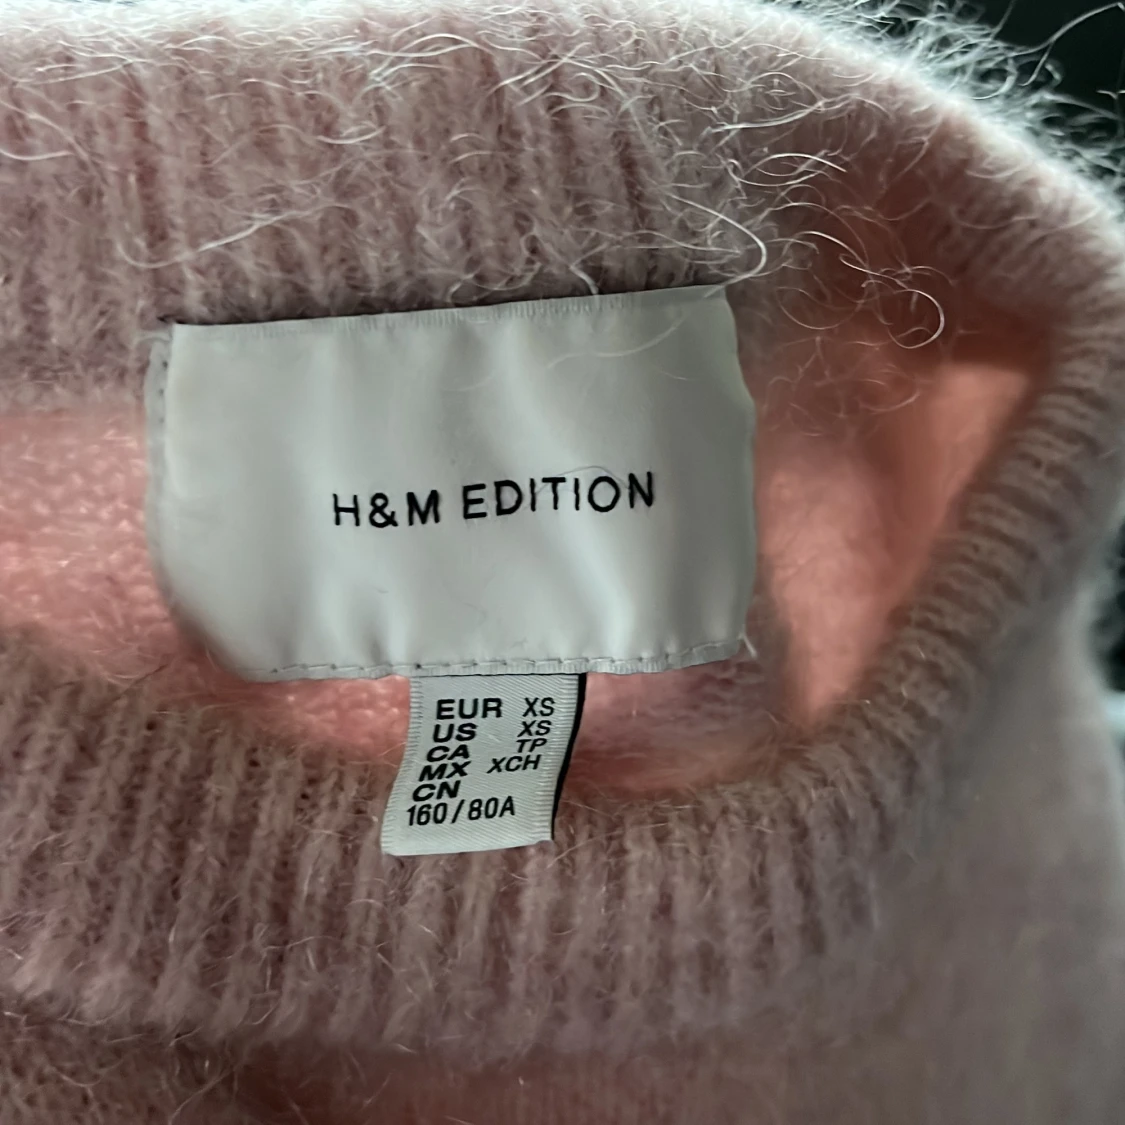 H&M EDITION
EUR XS
US XS
CA TP
MX XCH
CN
160/80A